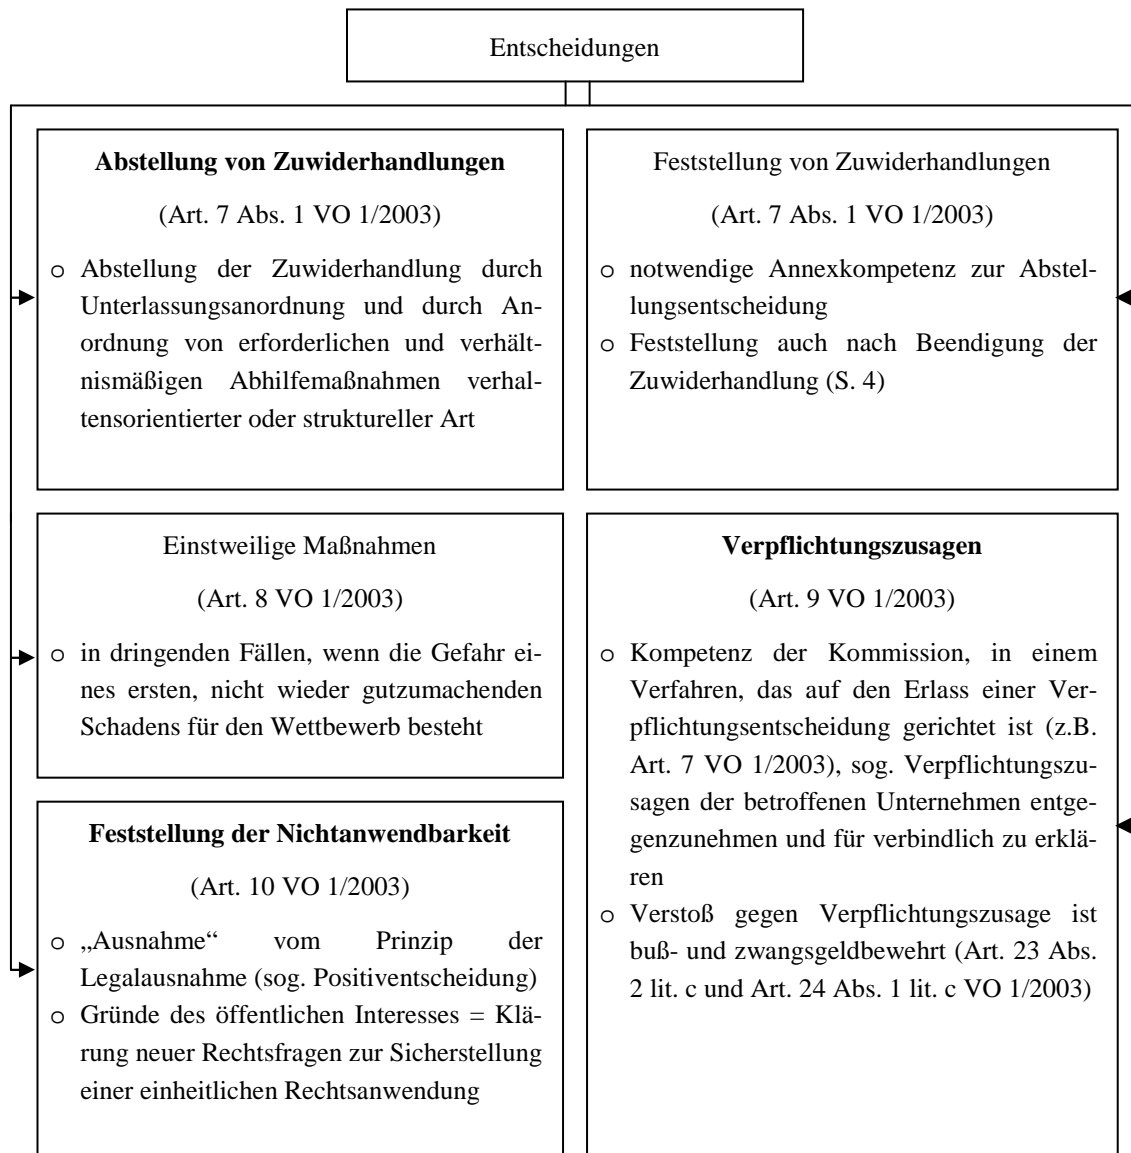 Entscheidungen
Abstellung von Zuwiderhandlungen
(Art. 7 Abs. 1 VO 1/2003)
o Abstellung der Zuwiderhandlung durch
Unterlassungsanordnung und durch An-
ordnung von erforderlichen und verhält-
nismäßigen Abhilfemaßnahmen verhal-
tensorientierter oder struktureller Art
Feststellung von Zuwiderhandlungen
(Art. 7 Abs. 1 VO 1/2003)
o notwendige Annexkompetenz zur Abstel-
lungsentscheidung
o Feststellung auch nach Beendigung der
Zuwiderhandlung (S. 4)
Einstweilige Maßnahmen
(Art. 8 VO 1/2003)
o in dringenden Fällen, wenn die Gefahr ei-
nes ersten, nicht wieder gutzumachenden
Schadens für den Wettbewerb besteht
Verpflichtungszusagen
(Art. 9 VO 1/2003)
o Kompetenz der Kommission, in einem
Verfahren, das auf den Erlass einer Ver-
pflichtungsentscheidung gerichtet ist (z.B.
Art. 7 VO 1/2003), sog. Verpflichtungszu-
sagen der betroffenen Unternehmen entge-
genzunehmen und für verbindlich zu erklä-
ren
o Verstoß gegen Verpflichtungszusage ist
buß- und zwangsgeldbewehrt (Art. 23 Abs.
2 lit. c und Art. 24 Abs. 1 lit. c VO 1/2003)
Feststellung der Nichtanwendbarkeit
(Art. 10 VO 1/2003)
o „Ausnahme“ vom Prinzip der
Legalausnahme (sog. Positiventscheidung)
o Gründe des öffentlichen Interesses = Klä-
rung neuer Rechtsfragen zur Sicherstellung
einer einheitlichen Rechtsanwendung